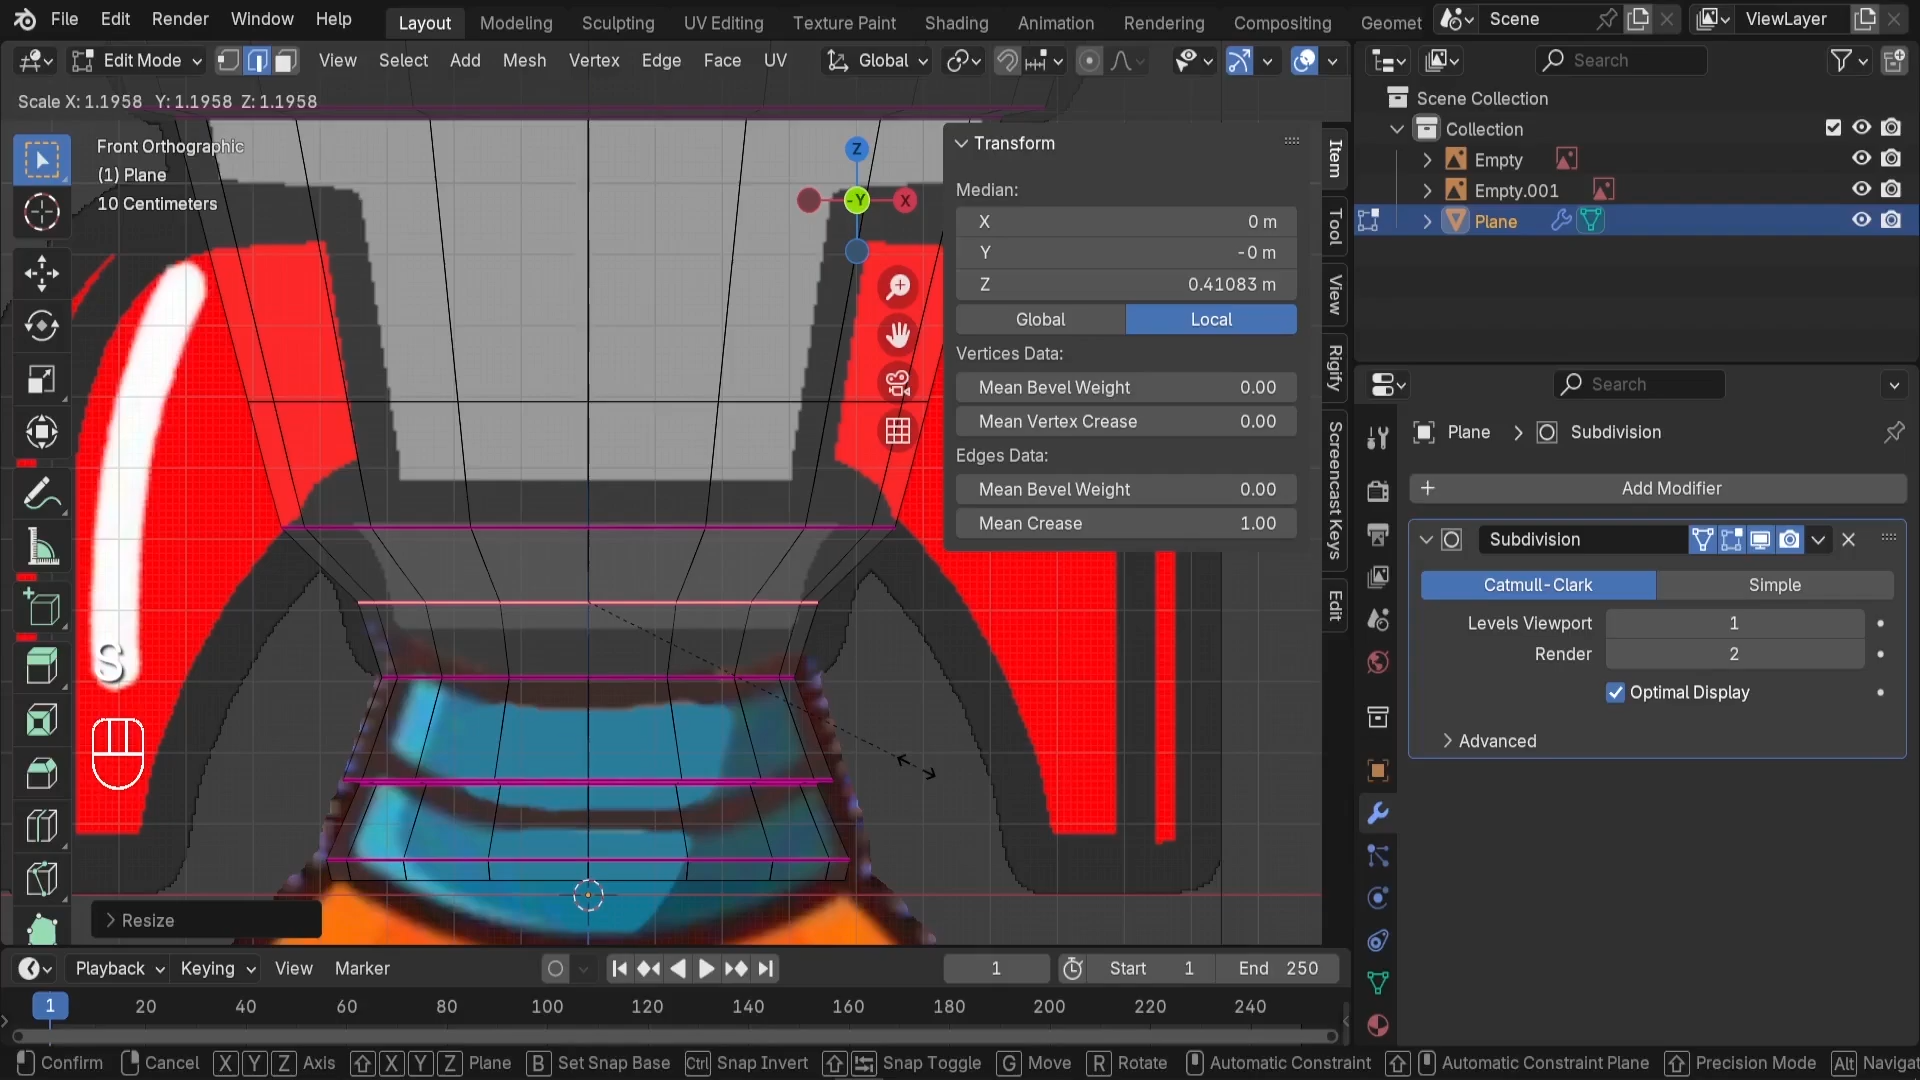 File Edit Render Window Help Layout Modeling Sculpting UV Editing Texture Paint Shading Animation Rendering Compositing Geomet Scene ViewLayer
Edit Mode View Select Add Mesh Vertex Edge Face UV Global Search
Scale X: 1.1958 Y: 1.1958 Z: 1.1958
Scene Collection
Collection
Empty
Empty.001
Plane
Front Orthographic
(1) Plane
10 Centimeters
Z
-Y
X
Transform
Median:
X 0 m
Y -0 m
Z 0.41083 m
Global Local
Vertices Data:
Mean Bevel Weight 0.00
Mean Vertex Crease 0.00
Edges Data:
Mean Bevel Weight 0.00
Mean Crease 1.00
Item
Tool
View
Rigify
Screencast Keys
Edit
Search
Plane > Subdivision
+ Add Modifier
Subdivision
Catmull-Clark Simple
Levels Viewport 1
Render 2
Optimal Display
Advanced
S
Resize
Playback Keying View Marker 1 Start 1 End 250
1 20 40 60 80 100 120 140 160 180 200 220 240
Confirm Cancel X Y Z Axis X Y Z Plane B Set Snap Base Ctrl Snap Invert Snap Toggle G Move R Rotate Automatic Constraint Automatic Constraint Plane Precision Mode Alt Navigat